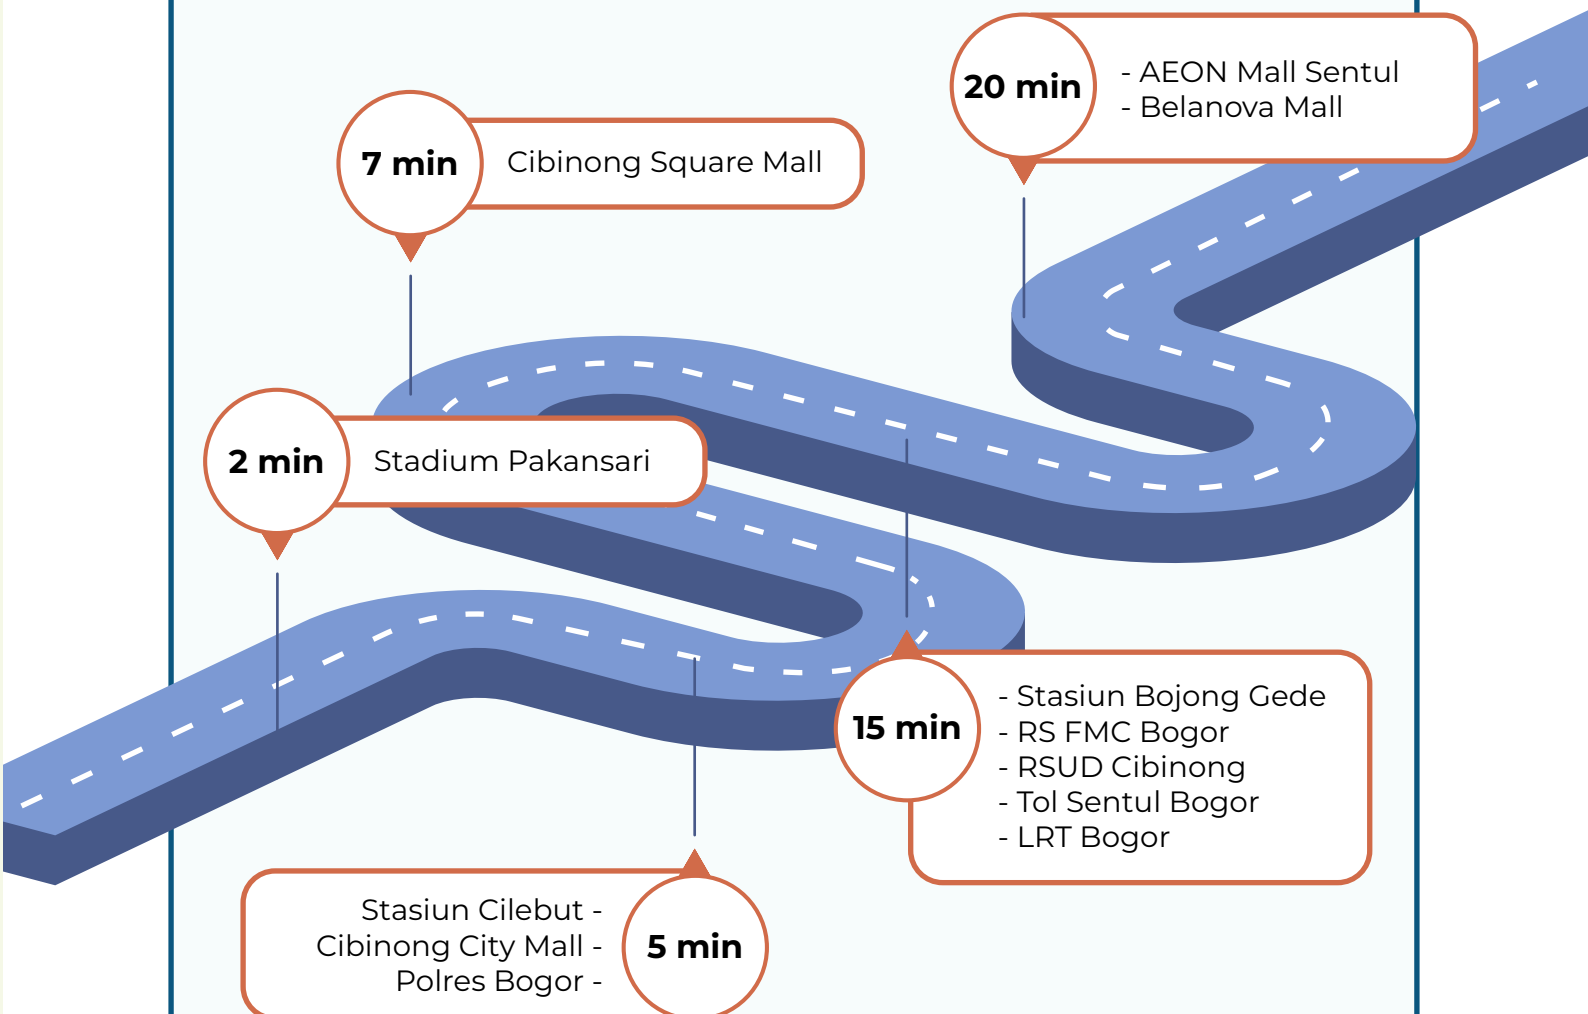 20 min
- AEON Mall Sentul
- Belanova Mall
7 min
Cibinong Square Mall
2 min
Stadium Pakansari
15 min
- Stasiun Bojong Gede
- RS FMC Bogor
- RSUD Cibinong
- Tol Sentul Bogor
- LRT Bogor
Stasiun Cilebut -
Cibinong City Mall -
Polres Bogor -
5 min